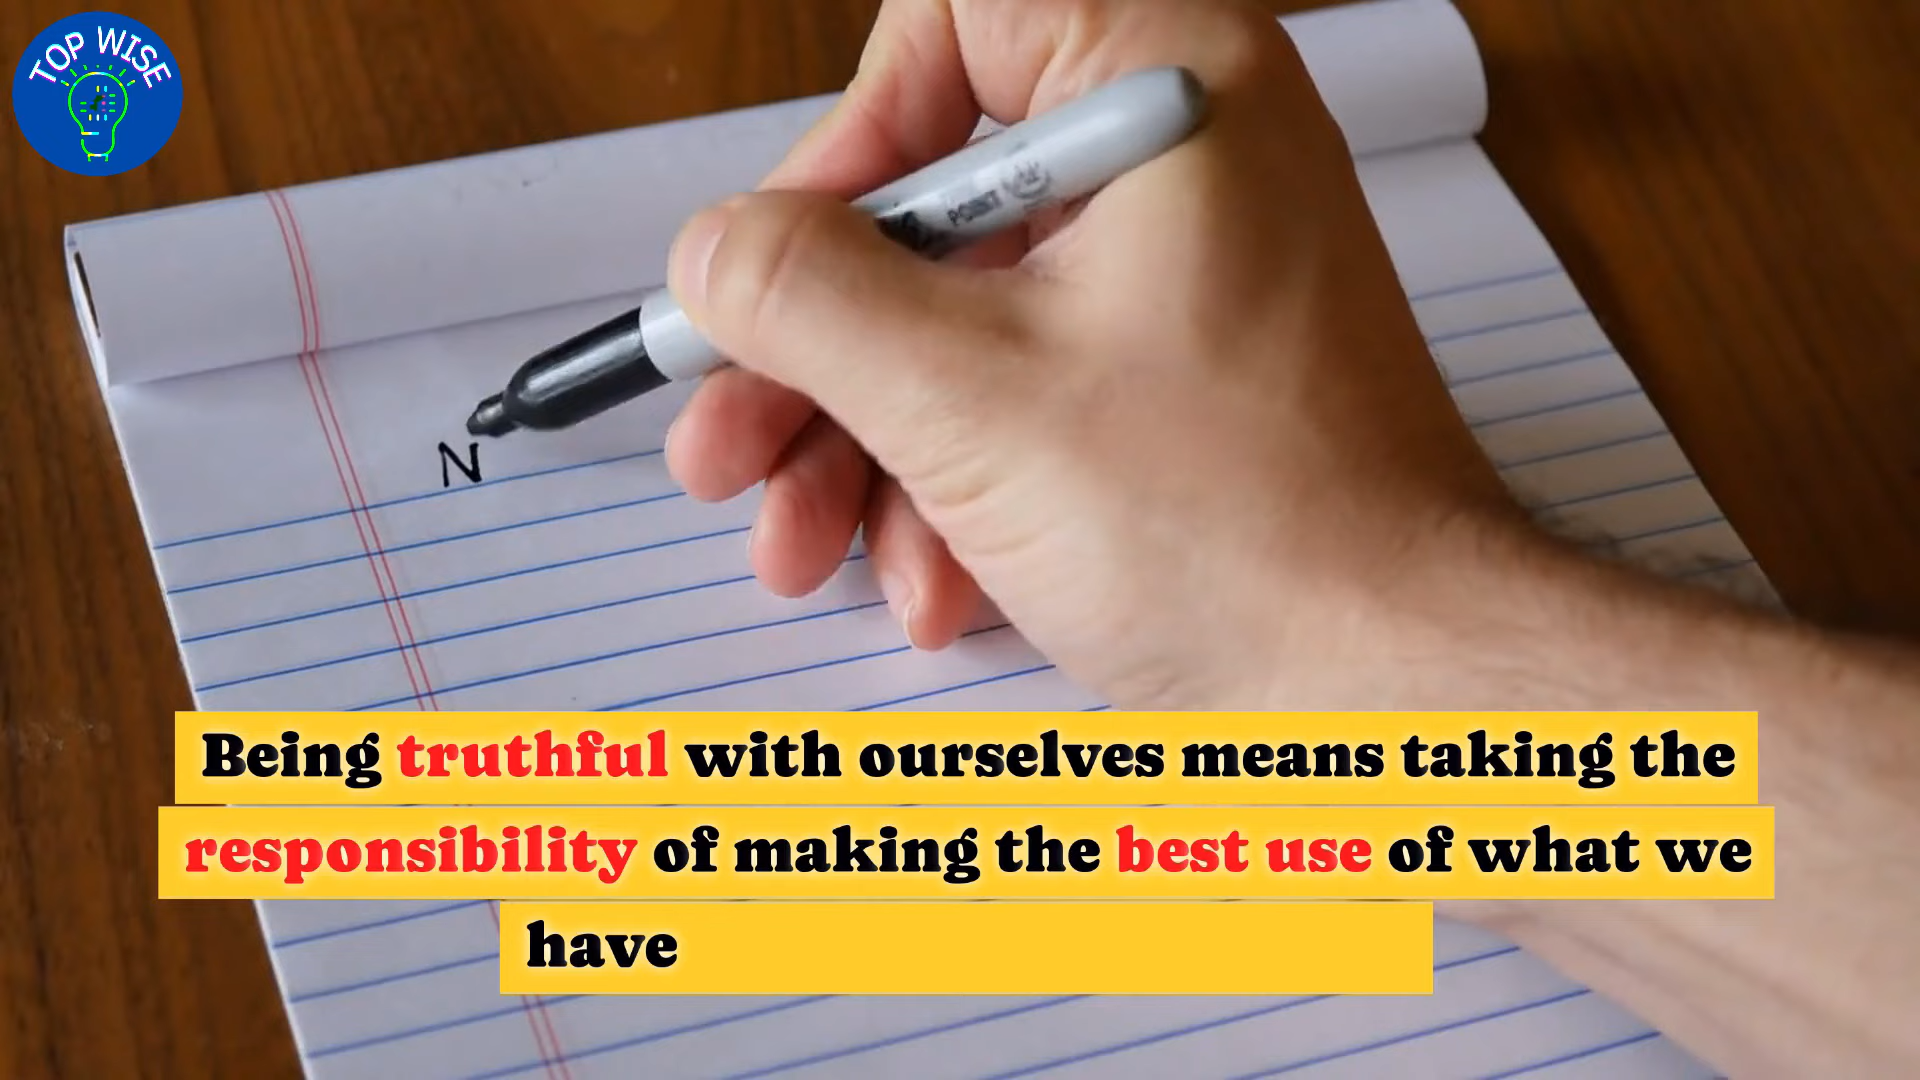 TOP WISE
POINT
N
Being truthful with ourselves means taking the
responsibility of making the best use of what we
have